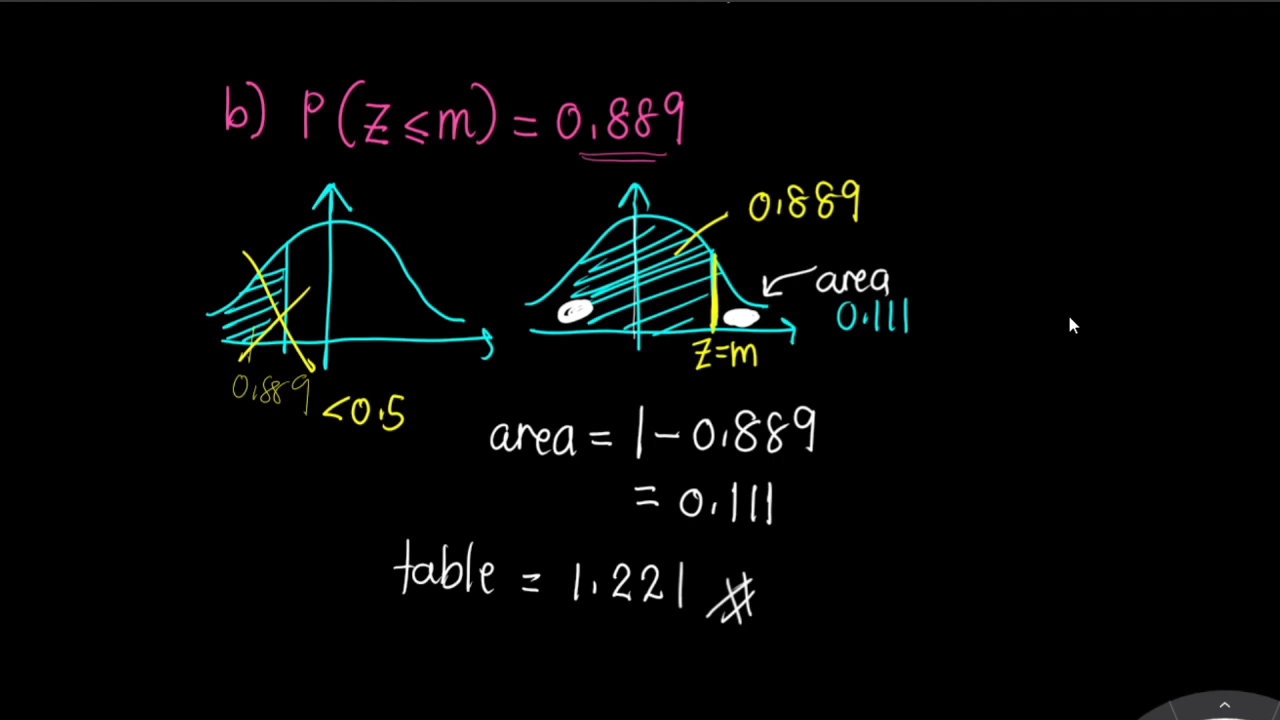 b) P(Z ≤ m) = 0.889
0.889
area
0.111
Z=m
0.889
<0.5
area = 1 - 0.889
= 0.111
table = 1.221 #